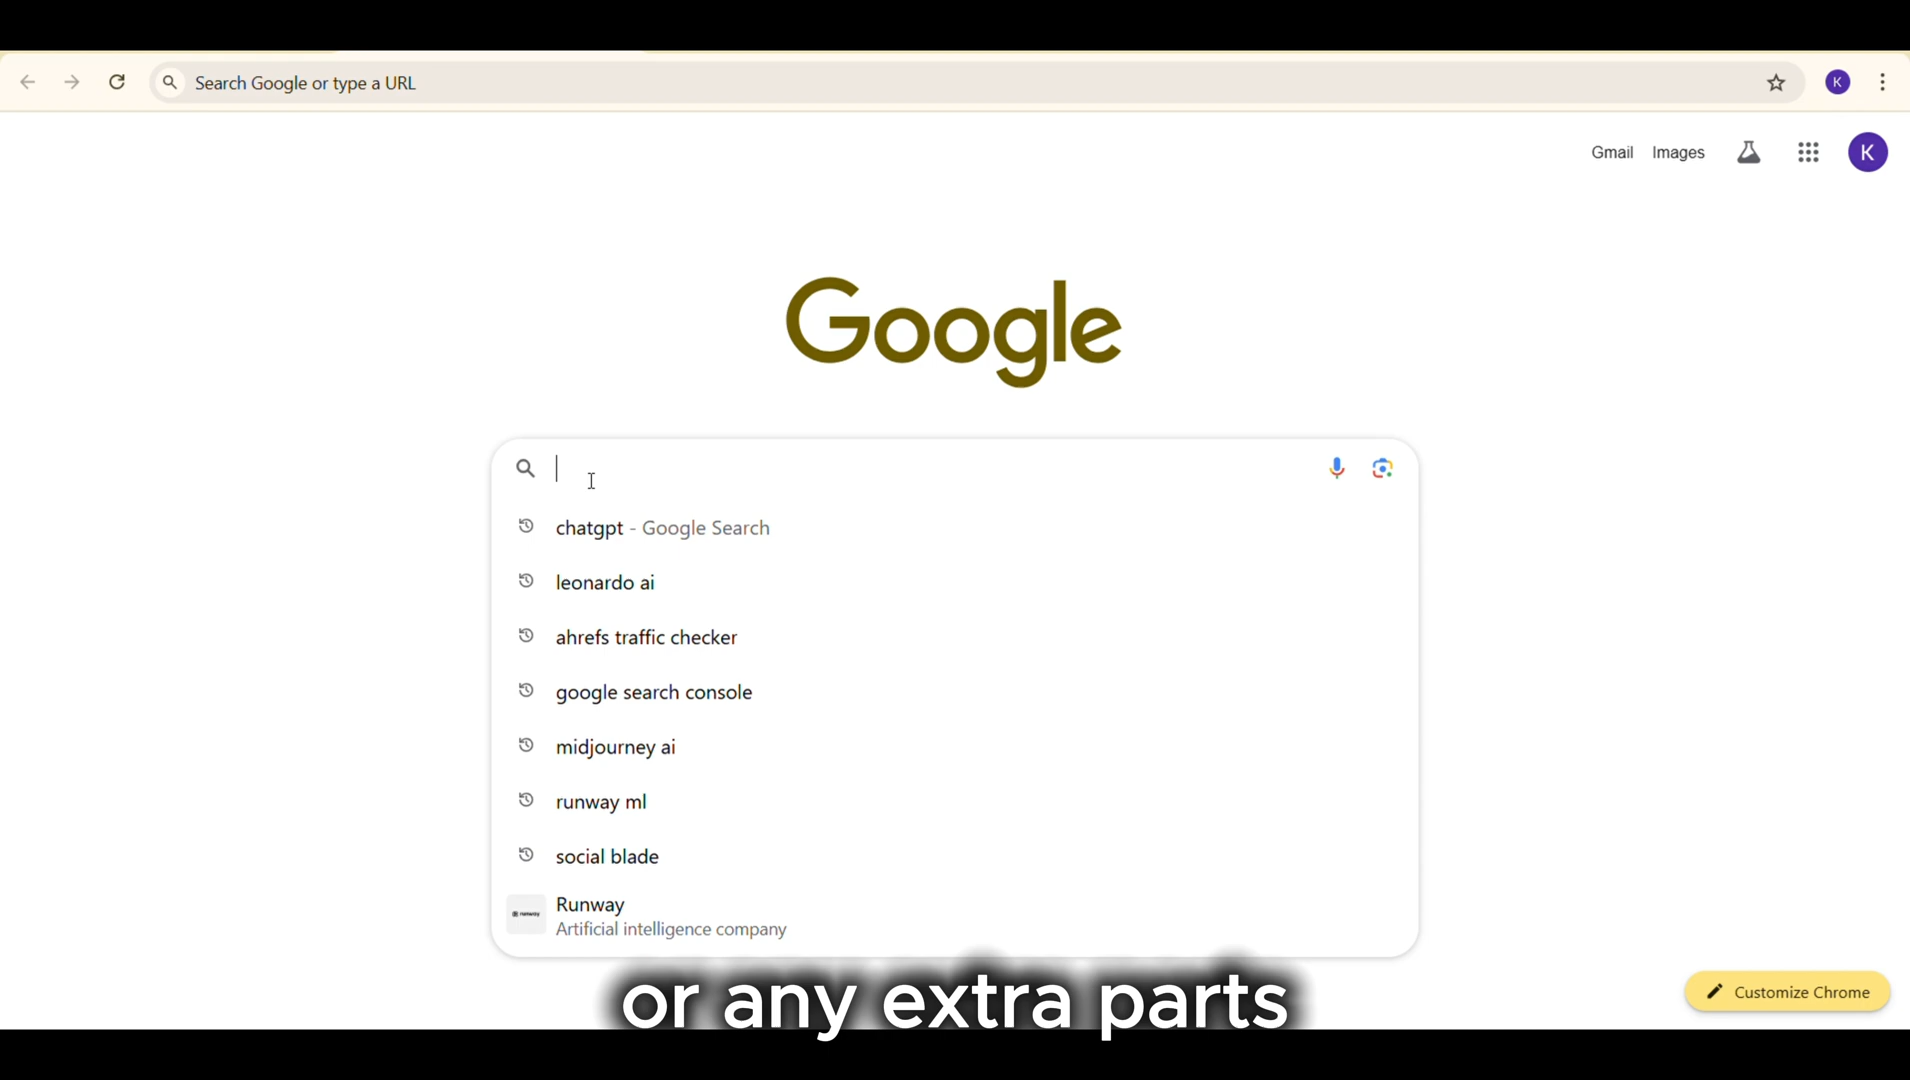 Search Google or type a URL
K
Gmail Images
K
Google
chatgpt - Google Search
leonardo ai
ahrefs traffic checker
google search console
midjourney ai
runway ml
social blade
runway
Runway
Artificial intelligence company
or any extra parts
Customize Chrome